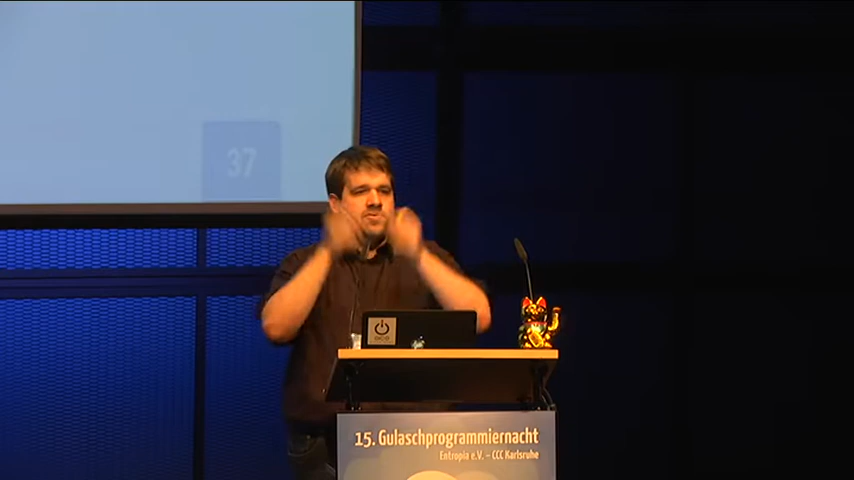 37
15. Gulaschprogrammiernacht
Entropia e.V. – CCC Karlsruhe